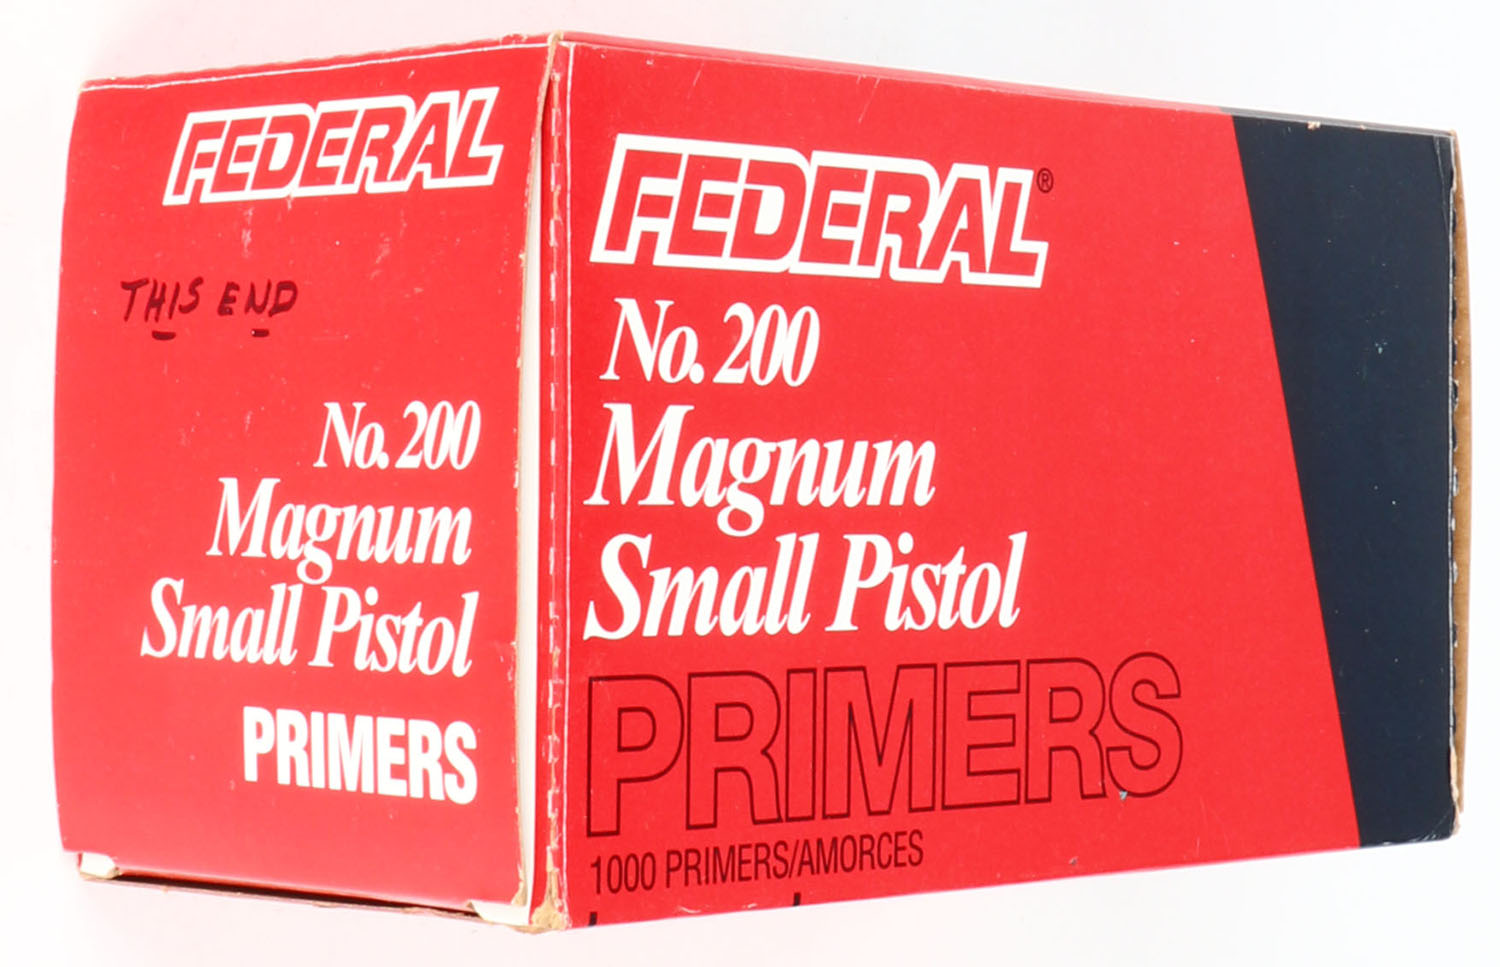 FEDERAL
THIS END
No. 200
Magnum
Small Pistol
PRIMERS
FEDERAL®
No. 200
Magnum
Small Pistol
PRIMERS
1000 PRIMERS/AMORCES